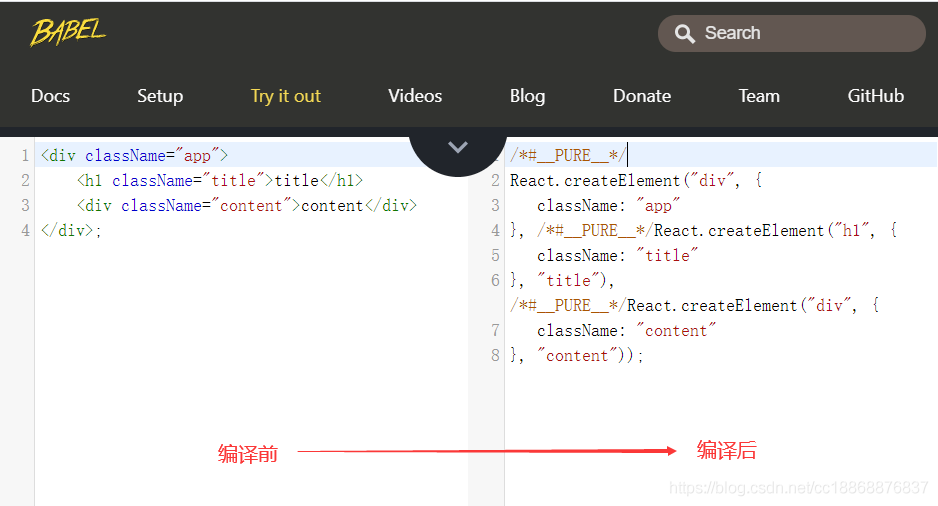 BABEL
Search
Docs Setup Try it out Videos Blog Donate Team GitHub
1 <div className="app">
2 <h1 className="title">title</h1>
3 <div className="content">content</div>
4 </div>;
/*#__PURE__*/
2 React.createElement("div", {
3 className: "app"
4 }, /*#__PURE__*/React.createElement("h1", {
5 className: "title"
6 }, "title"),
/*#__PURE__*/React.createElement("div", {
7 className: "content"
8 }, "content"));
编译前 编译后
https://blog.csdn.net/cc18868876837